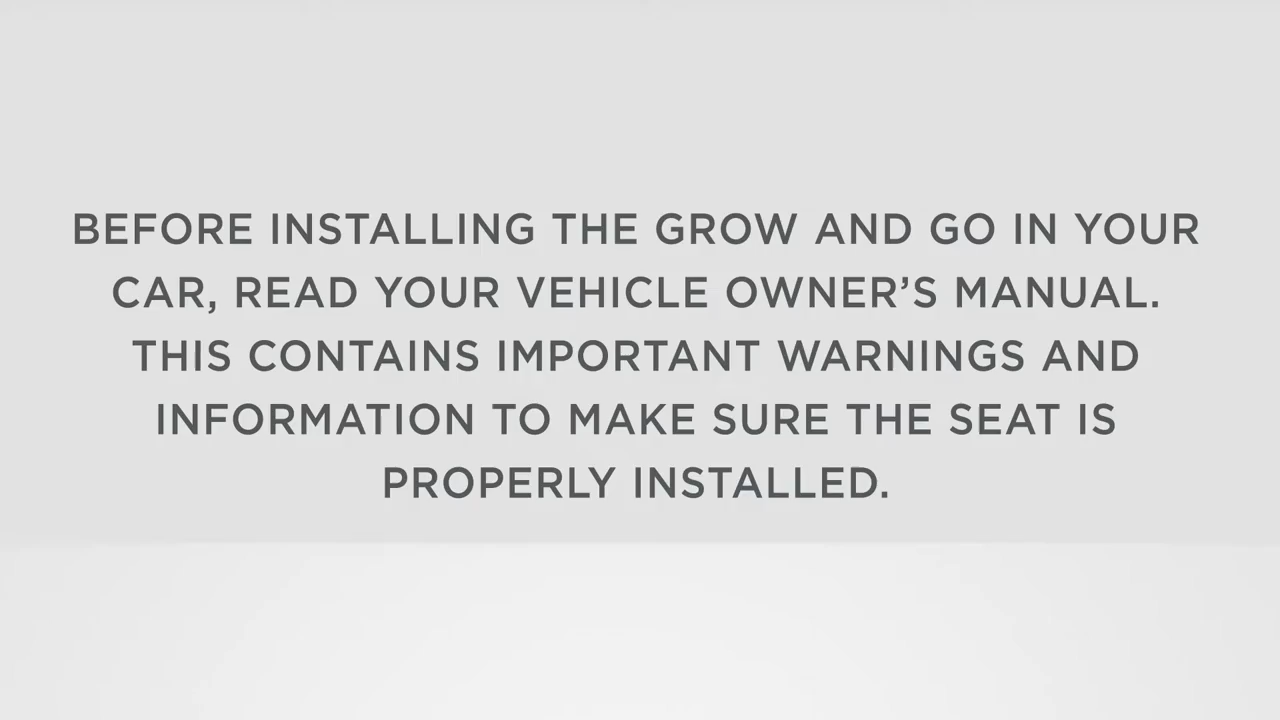 BEFORE INSTALLING THE GROW AND GO IN YOUR
CAR, READ YOUR VEHICLE OWNER’S MANUAL.
THIS CONTAINS IMPORTANT WARNINGS AND
INFORMATION TO MAKE SURE THE SEAT IS
PROPERLY INSTALLED.